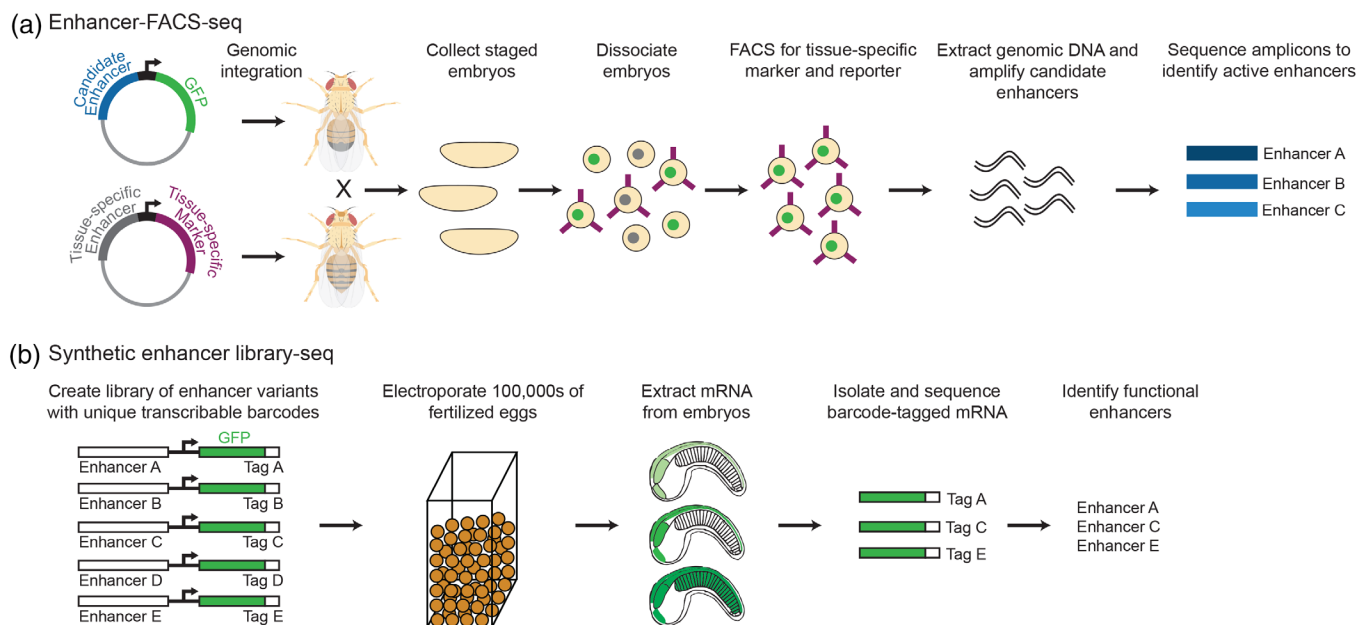 (a) Enhancer-FACS-seq
Genomic
integration
Collect staged
embryos
Dissociate
embryos
FACS for tissue-specific
marker and reporter
Extract genomic DNA and
amplify candidate
enhancers
Sequence amplicons to
identify active enhancers
Candidate
Enhancer
GFP
Tissue-specific
Enhancer
Tissue-specific
Marker
X
Enhancer A
Enhancer B
Enhancer C
(b) Synthetic enhancer library-seq
Create library of enhancer variants
with unique transcribable barcodes
Electroporate 100,000s of
fertilized eggs
Extract mRNA
from embryos
Isolate and sequence
barcode-tagged mRNA
Identify functional
enhancers
GFP
Enhancer A Tag A
Enhancer B Tag B
Enhancer C Tag C
Enhancer D Tag D
Enhancer E Tag E
Tag A
Tag C
Tag E
Enhancer A
Enhancer C
Enhancer E